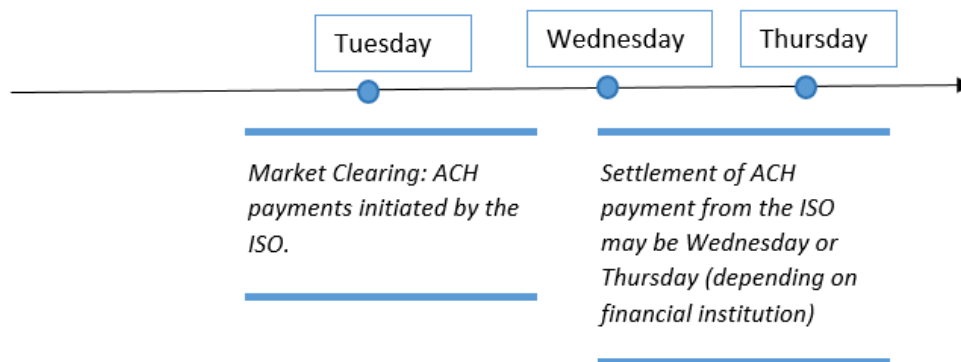 Tuesday
Wednesday
Thursday
Market Clearing: ACH
payments initiated by the
ISO.
Settlement of ACH
payment from the ISO
may be Wednesday or
Thursday (depending on
financial institution)